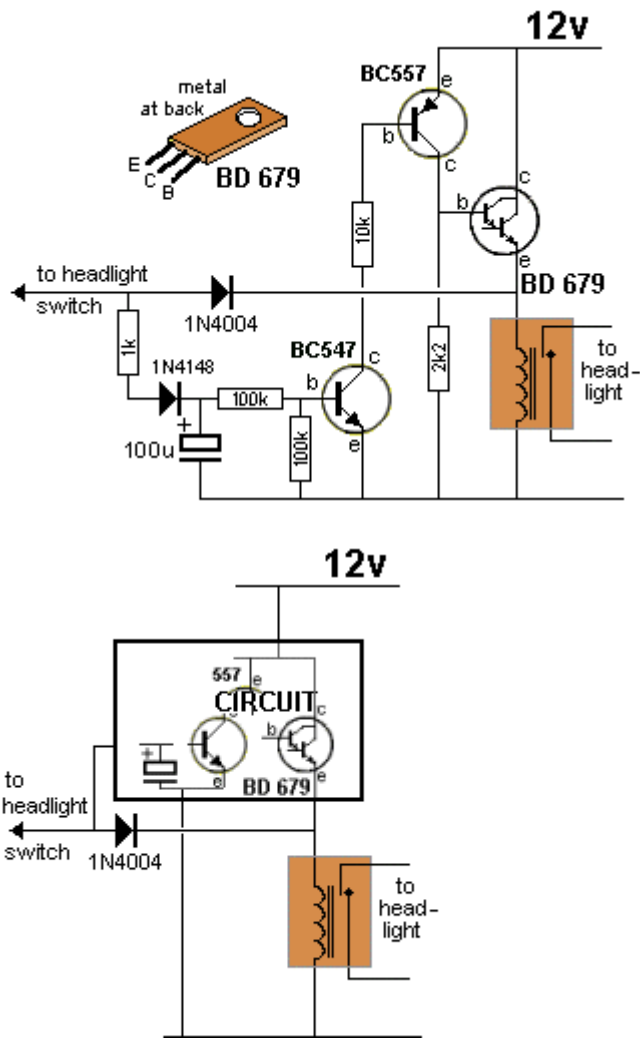 12v
BC557
e
metal
at back
b
c
E
C
B
BD 679
10k
b
c
e
BD 679
to headlight
switch
1N4004
1k
1N4148
BC547
c
b
100k
e
100k
+
100u
2k2
to
head-
light
12v
557
e
CIRCUIT
c
b
+
e
e
BD 679
to
headlight
switch
1N4004
to
head-
light